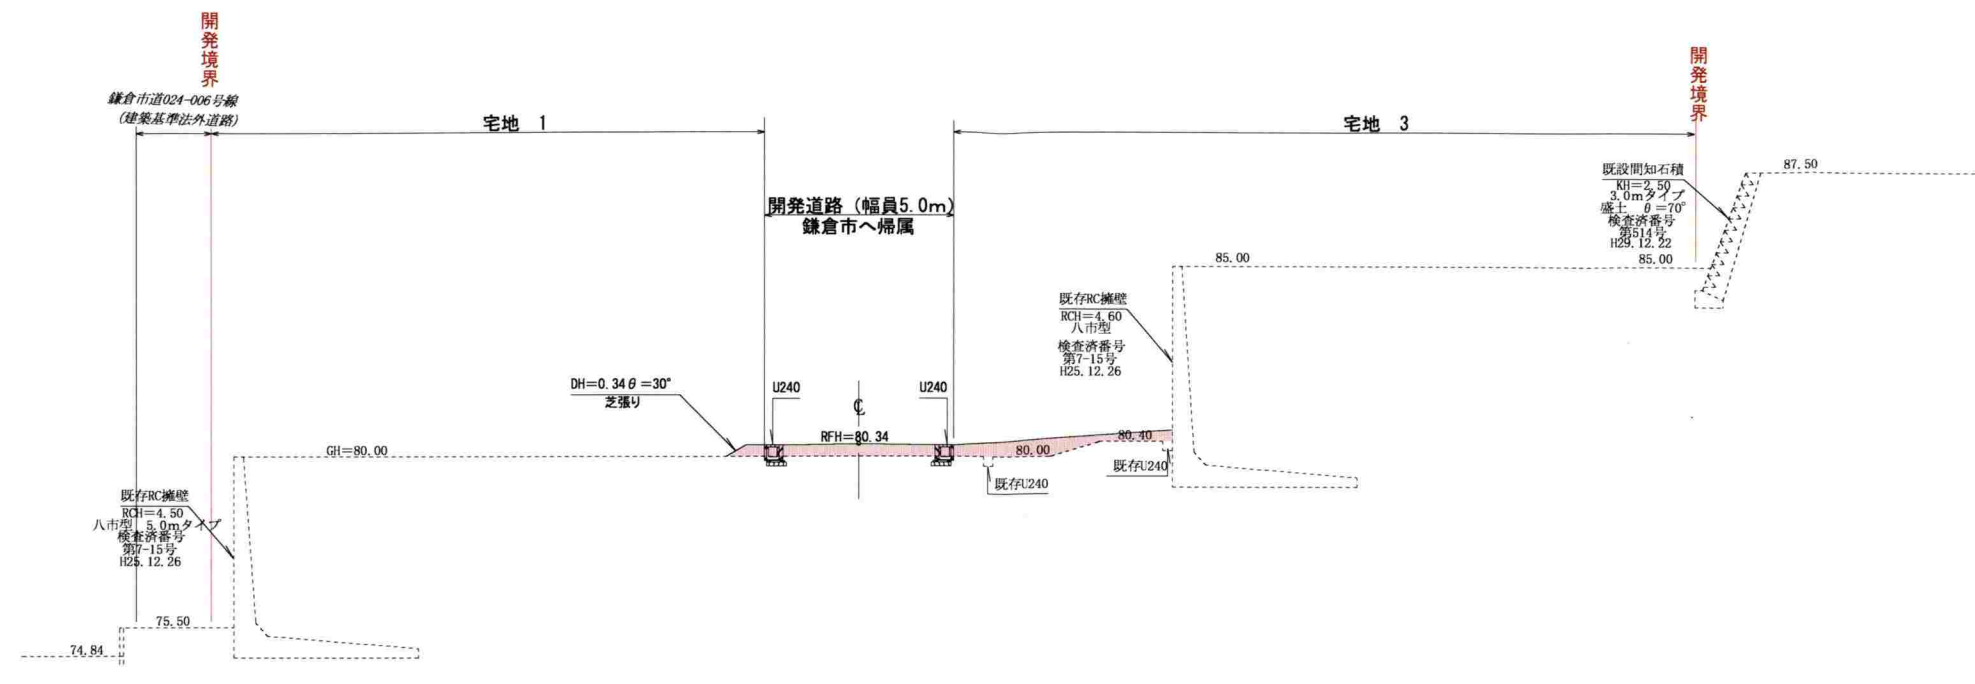 開発境界
鎌倉市道024-006号線
(建築基準法外道路)
宅地　1
開発道路（幅員5.0m）
鎌倉市へ帰属
宅地　3
開発境界
既設間知石積
KH=2.50
3.0mタイプ
盛土　θ=70°
検査済番号
第514号
H29.12.22
87.50
85.00
85.00
既存RC擁壁
RCH=4.60
八市型
検査済番号
第7-15号
H25.12.26
DH=0.34θ=30°
芝張り
U240
℄
U240
RFH=80.34
80.40
80.00
GH=80.00
既存U240
既存U240
既存RC擁壁
RCH=4.50
八市型　5.0mタイプ
検査済番号
第7-15号
H25.12.26
75.50
74.84